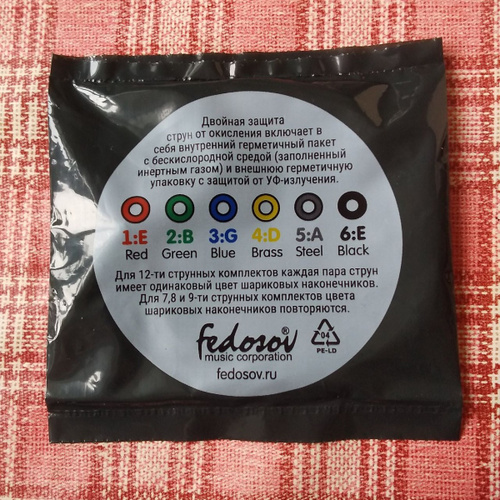 Двойная защита
струн от окисления включает в
себя внутренний герметичный пакет
с бескислородной средой (заполненный
инертным газом) и внешнюю герметичную
упаковку с защитой от УФ-излучения.
1:E 2:B 3:G 4:D 5:A 6:E
Red Green Blue Brass Steel Black
Для 12-ти струнных комплектов каждая пара струн
имеет одинаковый цвет шариковых наконечников.
Для 7,8 и 9-ти струнных комплектов цвета
шариковых наконечников повторяются.
fedosov®
music corporation
04
PE-LD
fedosov.ru